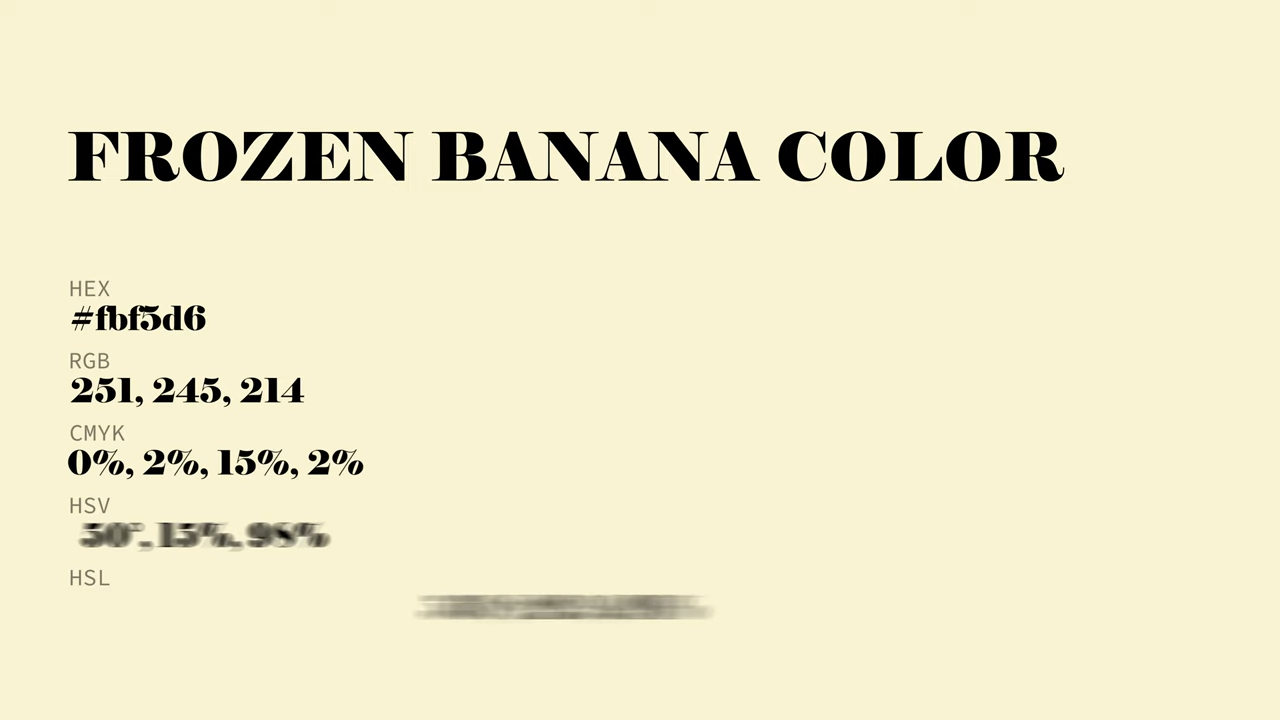 FROZEN BANANA COLOR
HEX
#fbf5d6
RGB
251, 245, 214
CMYK
0%, 2%, 15%, 2%
HSV
50°, 15%, 98%
HSL